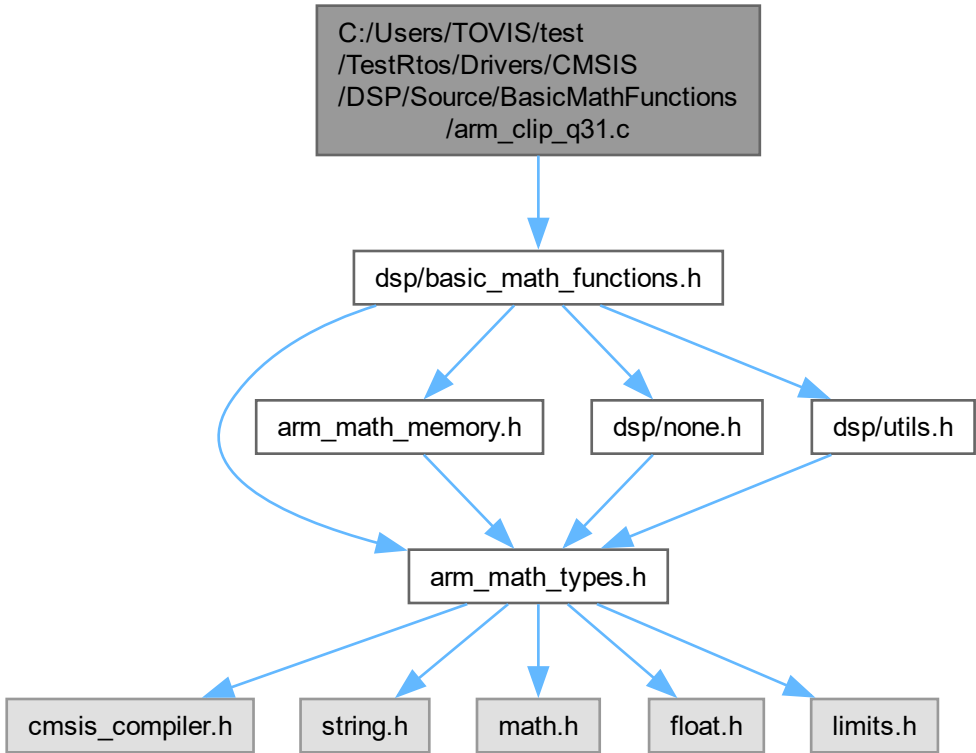 C:/Users/TOVIS/test
/TestRtos/Drivers/CMSIS
/DSP/Source/BasicMathFunctions
/arm_clip_q31.c
dsp/basic_math_functions.h
arm_math_memory.h
dsp/none.h
dsp/utils.h
arm_math_types.h
cmsis_compiler.h
string.h
math.h
float.h
limits.h